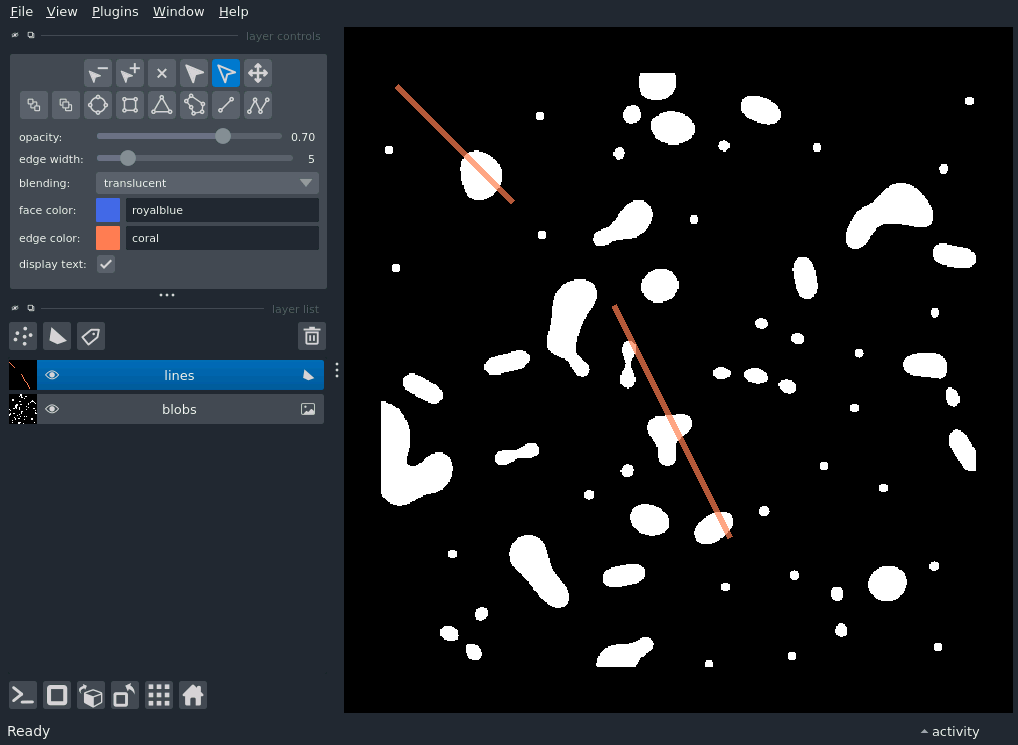 File View Plugins Window Help
layer controls
opacity: 0.70
edge width: 5
blending: translucent
face color: royalblue
edge color: coral
display text:
layer list
lines
blobs
Ready
activity